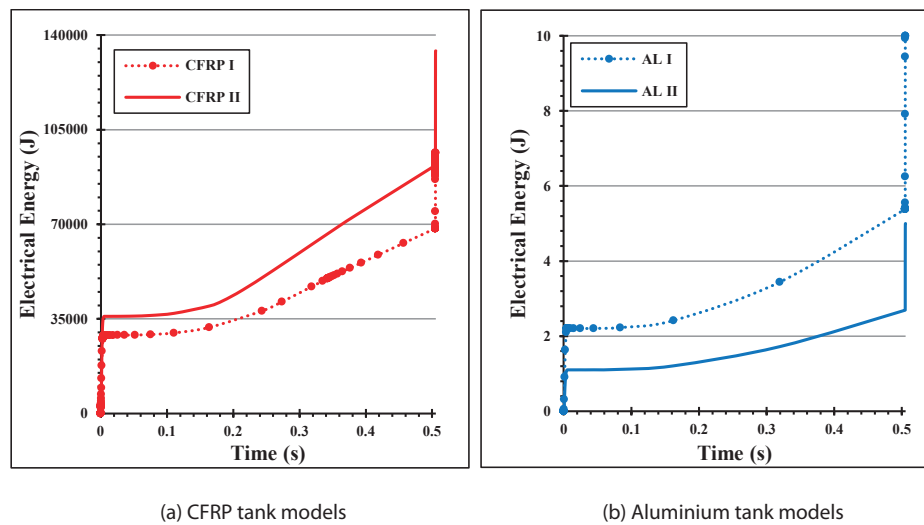 140000
105000
70000
35000
0
Electrical Energy (J)
CFRP I
CFRP II
0 0.1 0.2 0.3 0.4 0.5
Time (s)
(a) CFRP tank models
10
8
6
4
2
0
Electrical Energy (J)
AL I
AL II
0 0.1 0.2 0.3 0.4 0.5
Time (s)
(b) Aluminium tank models